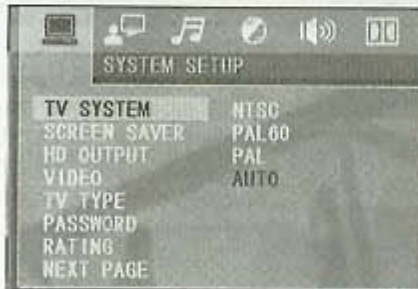 SYSTEM SETUP
TV SYSTEM NTSC
SCREEN SAVER PAL60
HD OUTPUT PAL
VIDEO AUTO
TV TYPE
PASSWORD
RATING
NEXT PAGE